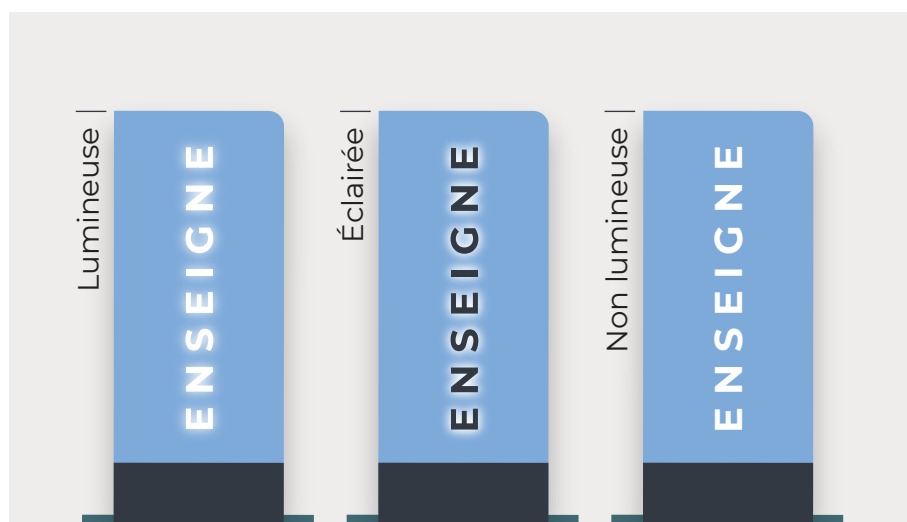 Lumineuse
ENSEIGNE
Éclairée
ENSEIGNE
Non lumineuse
ENSEIGNE